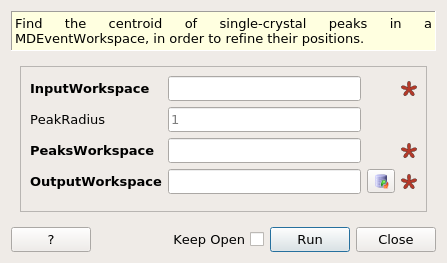 Find the centroid of single-crystal peaks in a
MDEventWorkspace, in order to refine their positions.
InputWorkspace
PeakRadius 1
PeaksWorkspace
OutputWorkspace
? Keep Open Run Close